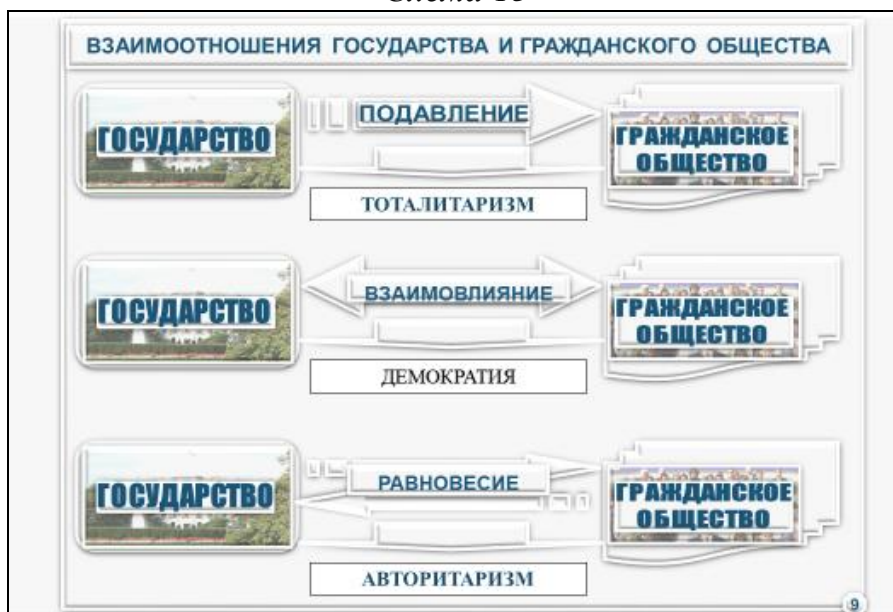 ВЗАИМООТНОШЕНИЯ ГОСУДАРСТВА И ГРАЖДАНСКОГО ОБЩЕСТВА
ГОСУДАРСТВО
ПОДАВЛЕНИЕ
ГРАЖДАНСКОЕ
ОБЩЕСТВО
ТОТАЛИТАРИЗМ
ГОСУДАРСТВО
ВЗАИМОВЛИЯНИЕ
ГРАЖДАНСКОЕ
ОБЩЕСТВО
ДЕМОКРАТИЯ
ГОСУДАРСТВО
РАВНОВЕСИЕ
ГРАЖДАНСКОЕ
ОБЩЕСТВО
АВТОРИТАРИЗМ
9